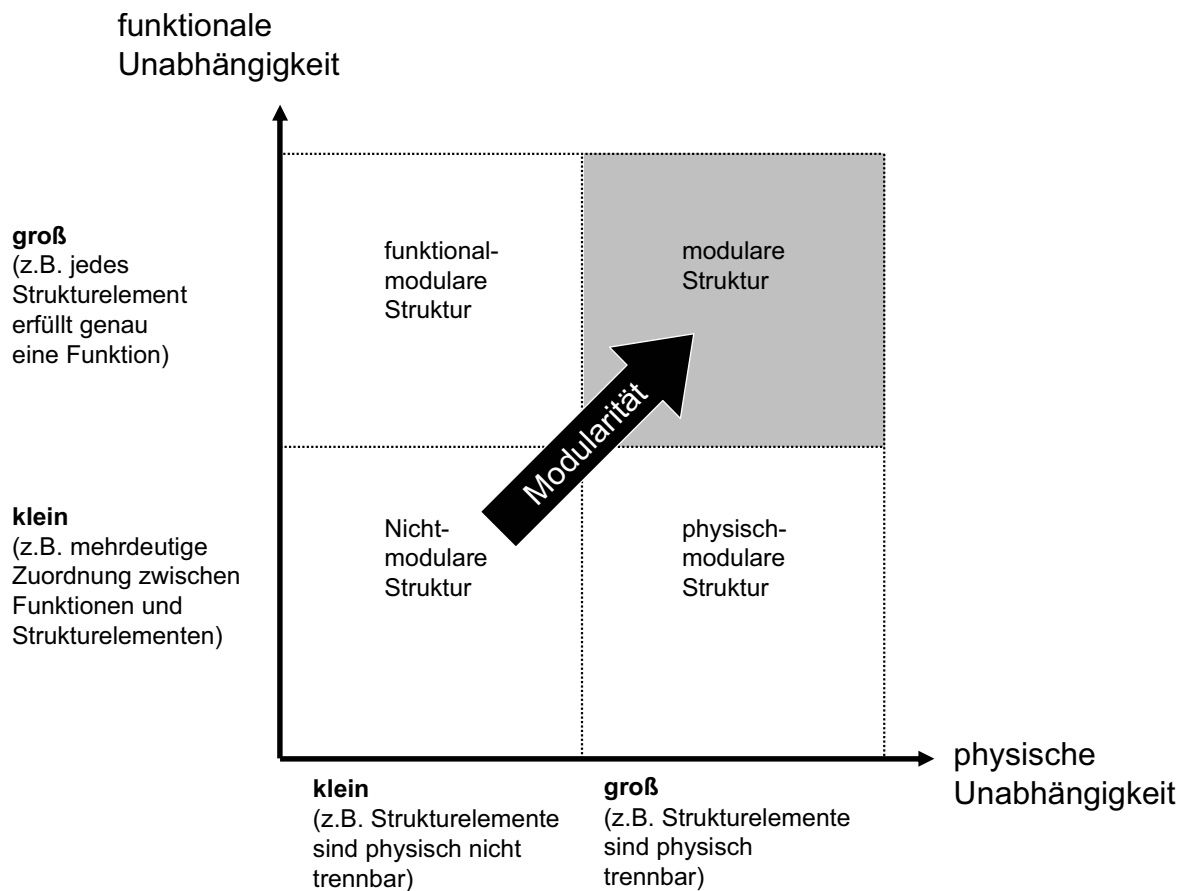 funktionale
Unabhängigkeit
groß
(z.B. jedes
Strukturelement
erfüllt genau
eine Funktion)
funktional-
modulare
Struktur
modulare
Struktur
Modularität
klein
(z.B. mehrdeutige
Zuordnung zwischen
Funktionen und
Strukturelementen)
Nicht-
modulare
Struktur
physisch-
modulare
Struktur
physische
Unabhängigkeit
klein
(z.B. Strukturelemente
sind physisch nicht
trennbar)
groß
(z.B. Strukturelemente
sind physisch
trennbar)